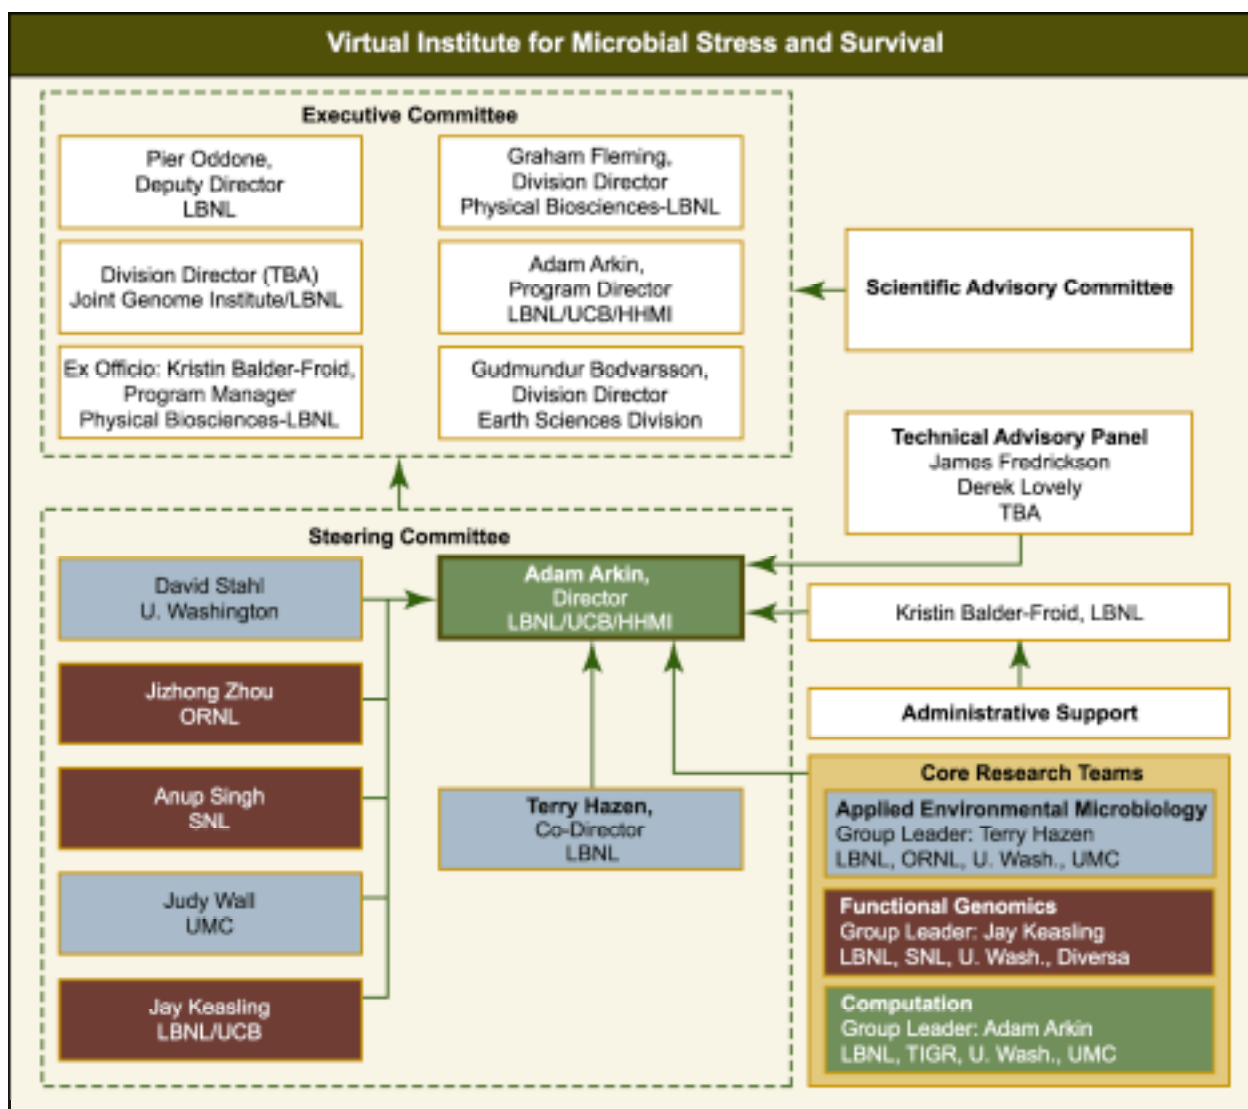 Virtual Institute for Microbial Stress and Survival
Executive Committee
Pier Oddone,
Deputy Director
LBNL
Graham Fleming,
Division Director
Physical Biosciences-LBNL
Division Director (TBA)
Joint Genome Institute/LBNL
Adam Arkin,
Program Director
LBNL/UCB/HHMI
Ex Officio: Kristin Balder-Froid,
Program Manager
Physical Biosciences-LBNL
Gudmundur Bodvarsson,
Division Director
Earth Sciences Division
Scientific Advisory Committee
Technical Advisory Panel
James Fredrickson
Derek Lovely
TBA
Steering Committee
David Stahl
U. Washington
Jizhong Zhou
ORNL
Anup Singh
SNL
Judy Wall
UMC
Jay Keasling
LBNL/UCB
Adam Arkin,
Director
LBNL/UCB/HHMI
Terry Hazen,
Co-Director
LBNL
Kristin Balder-Froid, LBNL
Administrative Support
Core Research Teams
Applied Environmental Microbiology
Group Leader: Terry Hazen
LBNL, ORNL, U. Wash., UMC
Functional Genomics
Group Leader: Jay Keasling
LBNL, SNL, U. Wash., Diversa
Computation
Group Leader: Adam Arkin
LBNL, TIGR, U. Wash., UMC